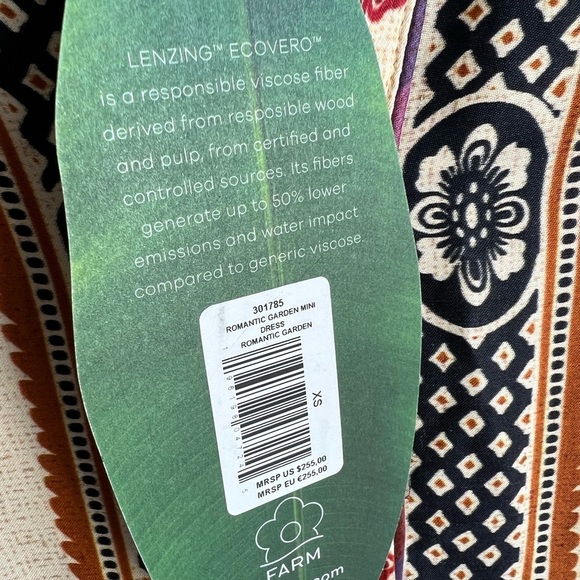 LENZING™ ECOVERO™
is a responsible viscose fiber
derived from resposible wood
and pulp, from certified and
controlled sources. Its fibers
generate up to 50% lower
emissions and water impact
compared to generic viscose.
301785
ROMANTIC GARDEN MINI
DRESS
ROMANTIC GARDEN
XS
MRSP US $255,00
MRSP EU €255,00
FARM